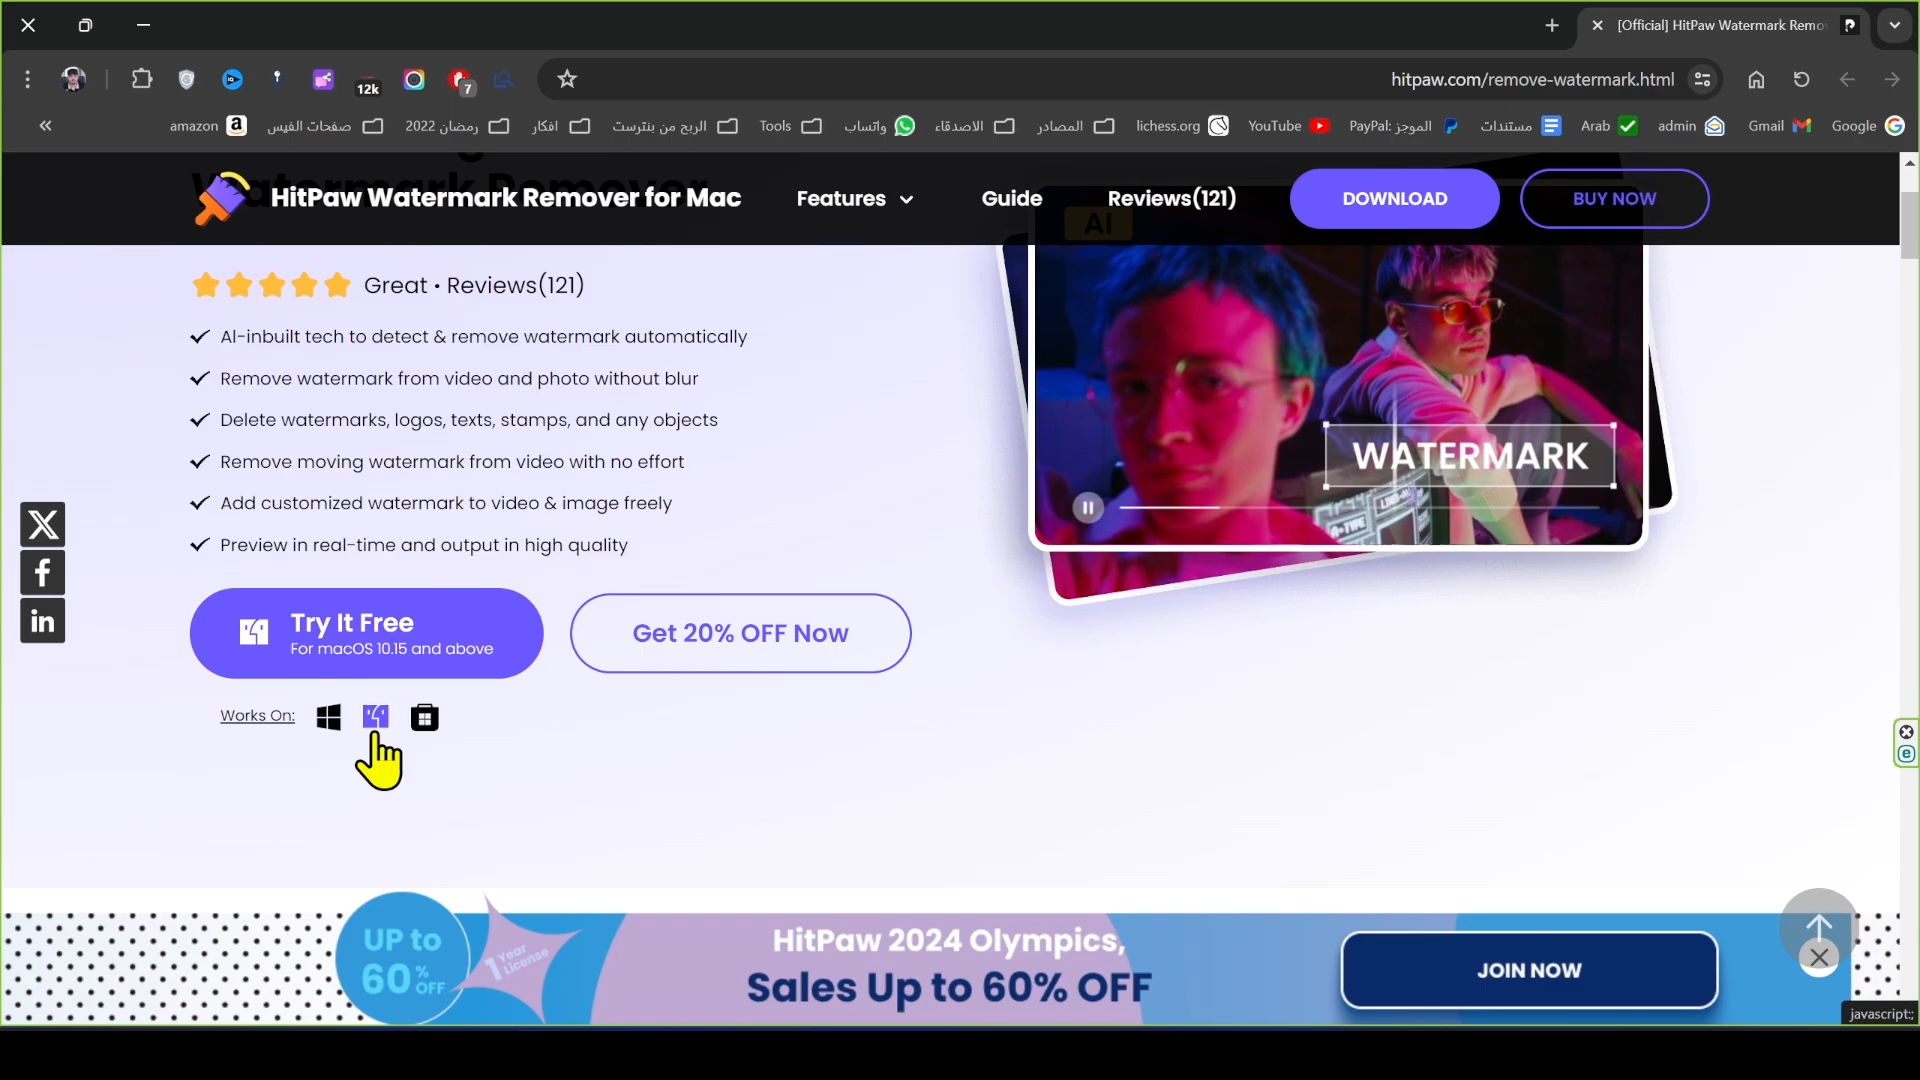 [Official] HitPaw Watermark Remo
12k
7
hitpaw.com/remove-watermark.html
amazon
صفحات الفيس
رمضان 2022
افكار
الربح من بنترست
Tools
واتساب
الاصدقاء
المصادر
lichess.org
YouTube
PayPal: الموجز
مستندات
Arab
admin
Gmail
Google
Watermark Remover
HitPaw Watermark Remover for Mac
Features
Guide
Reviews(121)
DOWNLOAD
BUY NOW
AI
Great • Reviews(121)
AI-inbuilt tech to detect & remove watermark automatically
Remove watermark from video and photo without blur
Delete watermarks, logos, texts, stamps, and any objects
Remove moving watermark from video with no effort
Add customized watermark to video & image freely
Preview in real-time and output in high quality
WATERMARK
Try It Free
For macOS 10.15 and above
Get 20% OFF Now
Works On:
UP to
60% OFF
1 Year
License
HitPaw 2024 Olympics,
Sales Up to 60% OFF
JOIN NOW
javascript:;